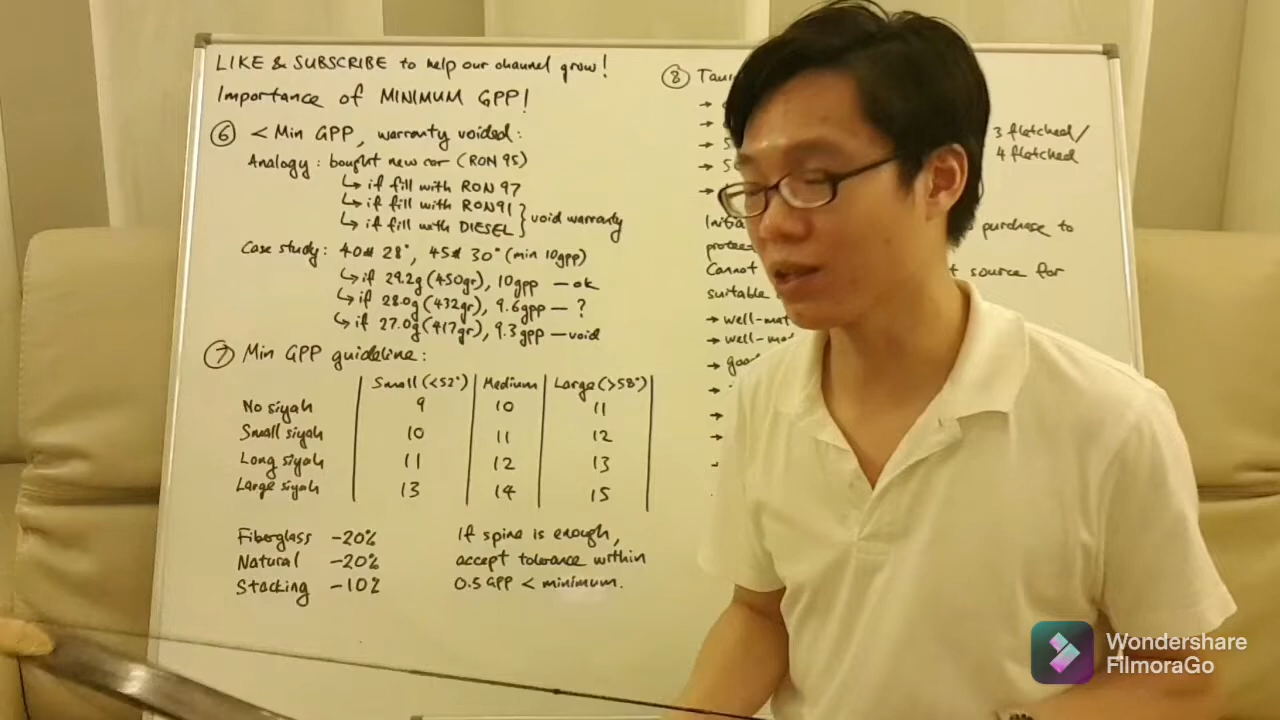 LIKE & SUBSCRIBE to help our channel grow!
Importance of MINIMUM GPP!
⑥ < Min GPP, warranty voided:
Analogy: bought new car (RON 95)
↳ if fill with RON 97
↳ if fill with RON 91
↳ if fill with DIESEL } void warranty
Case study: 40# 28", 45# 30" (min 10gpp)
↳ if 29.2g (450gr), 10gpp — ok
↳ if 28.0g (432gr), 9.6gpp — ?
↳ if 27.0g (417gr), 9.3gpp — void
⑦ Min GPP guideline:
Small (<52") Medium Large (>58")
No siyah 9 10 11
Small siyah 10 11 12
Long siyah 11 12 13
Large siyah 13 14 15
Fiberglass -20%
Natural -20%
Stacking -10%
If spine is enough,
accept tolerance within
0.5 GPP < minimum.
⑧
3 fletched/
4 fletched
purchase to
Cannot source for
suitable
→ well-
→ well-
Wondershare
FilmoraGo